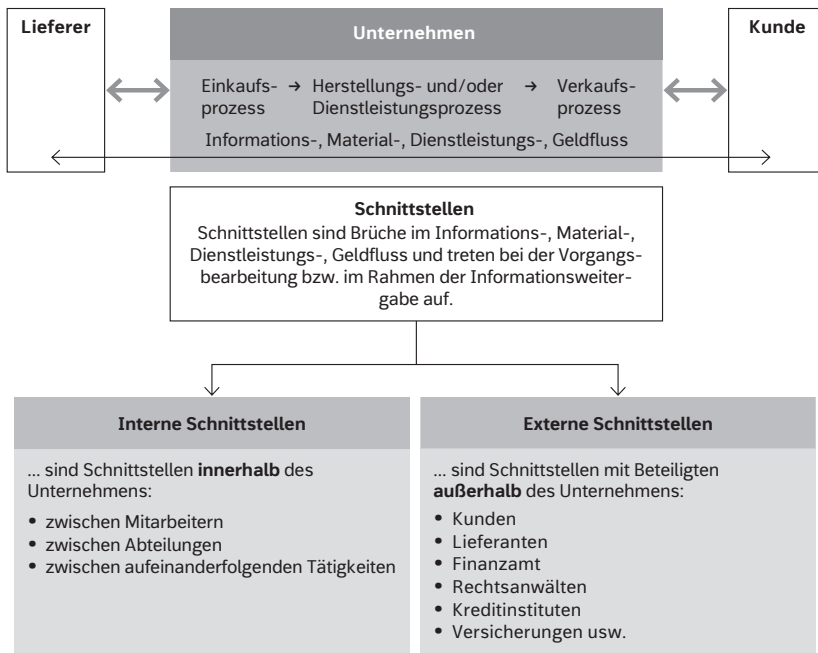 Lieferer
Unternehmen
Kunde
Einkaufs- → Herstellungs- und/oder → Verkaufs-
prozess Dienstleistungsprozess prozess
Informations-, Material-, Dienstleistungs-, Geldfluss
Schnittstellen
Schnittstellen sind Brüche im Informations-, Material-,
Dienstleistungs-, Geldfluss und treten bei der Vorgangs-
bearbeitung bzw. im Rahmen der Informationsweiter-
gabe auf.
Interne Schnittstellen
... sind Schnittstellen innerhalb des
Unternehmens:
• zwischen Mitarbeitern
• zwischen Abteilungen
• zwischen aufeinanderfolgenden Tätigkeiten
Externe Schnittstellen
... sind Schnittstellen mit Beteiligten
außerhalb des Unternehmens:
• Kunden
• Lieferanten
• Finanzamt
• Rechtsanwälten
• Kreditinstituten
• Versicherungen usw.